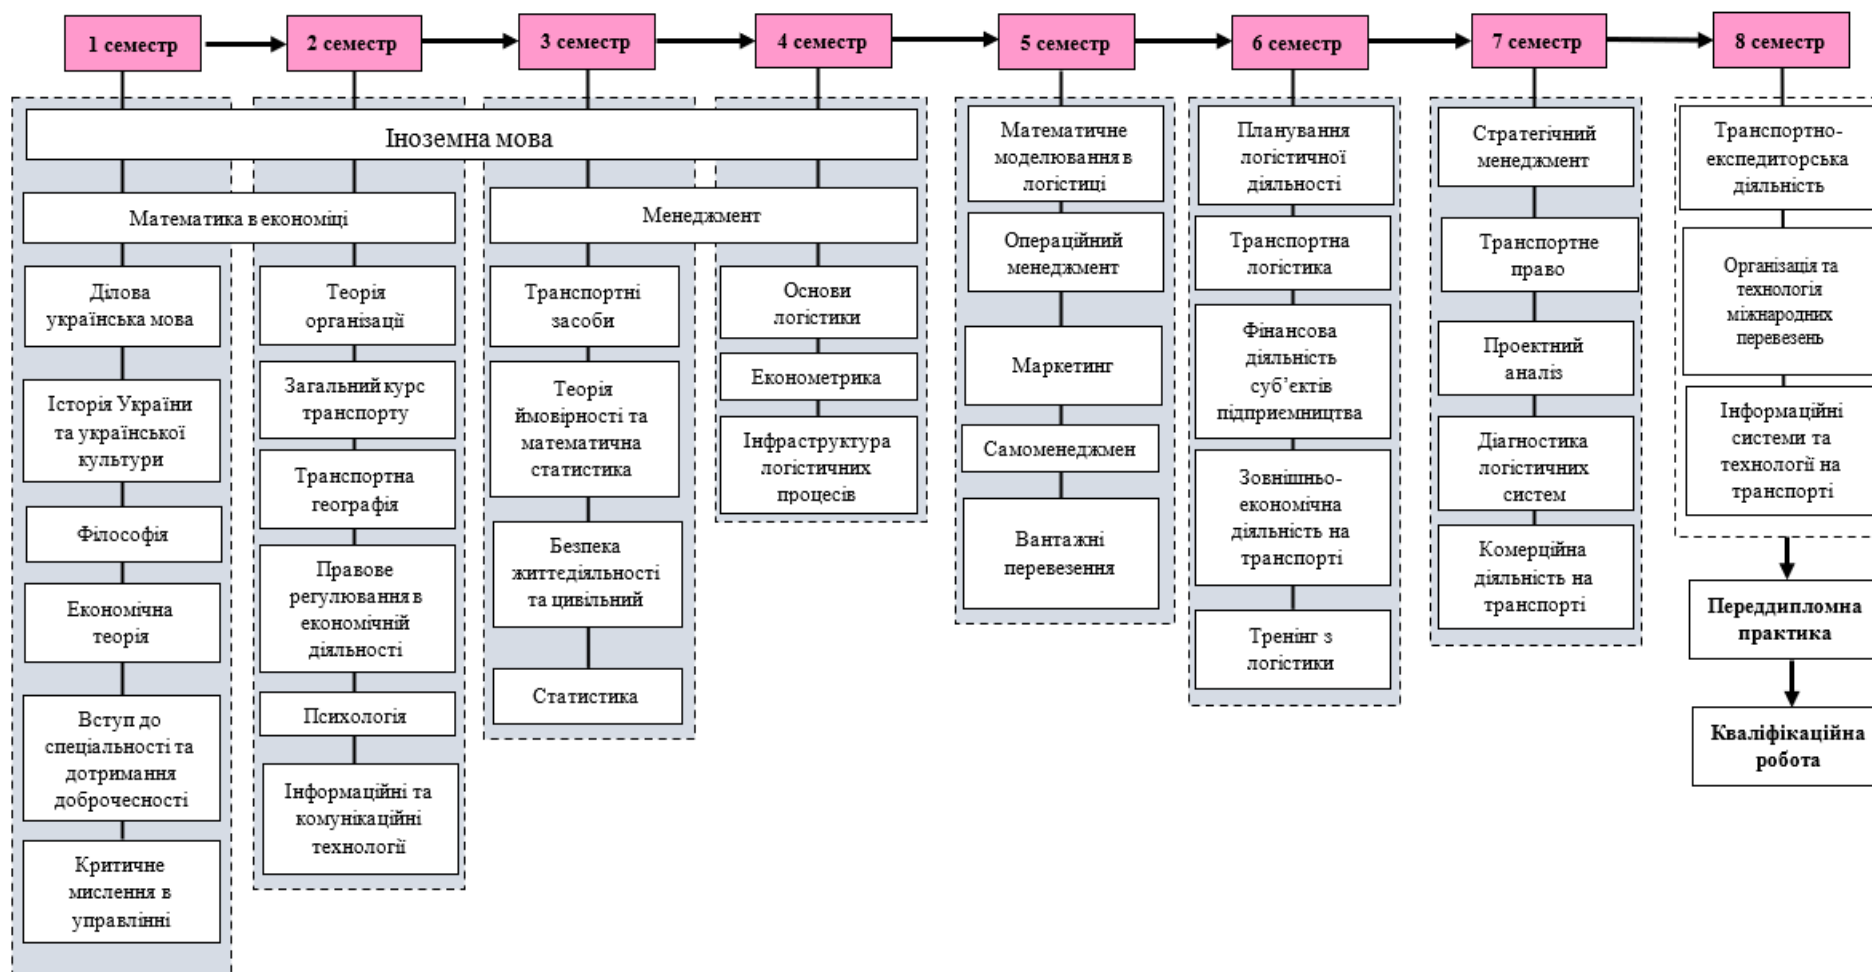 1 семестр
2 семестр
3 семестр
4 семестр
5 семестр
6 семестр
7 семестр
8 семестр
Іноземна мова
Математика в економіці
Менеджмент
Ділова
українська мова
Історія України
та української
культури
Філософія
Економічна
теорія
Вступ до
спеціальності та
дотримання
доброчесності
Критичне
мислення в
управлінні
Теорія
організації
Загальний курс
транспорту
Транспортна
географія
Правове
регулювання в
економічній
діяльності
Психологія
Інформаційні та
комунікаційні
технології
Транспортні
засоби
Теорія
ймовірності та
математична
статистика
Безпека
життєдіяльності
та цивільний
Статистика
Основи
логістики
Економетрика
Інфраструктура
логістичних
процесів
Математичне
моделювання в
логістиці
Операційний
менеджмент
Маркетинг
Самоменеджмен
Вантажні
перевезення
Планування
логістичної
діяльності
Транспортна
логістика
Фінансова
діяльність
суб’єктів
підприємництва
Зовнішньо-
економічна
діяльність на
транспорті
Тренінг з
логістики
Стратегічний
менеджмент
Транспортне
право
Проектний
аналіз
Діагностика
логістичних
систем
Комерційна
діяльність на
транспорті
Транспортно-
експедиторська
діяльність
Організація та
технологія
міжнародних
перевезень
Інформаційні
системи та
технології на
транспорті
Переддипломна
практика
Кваліфікаційна
робота